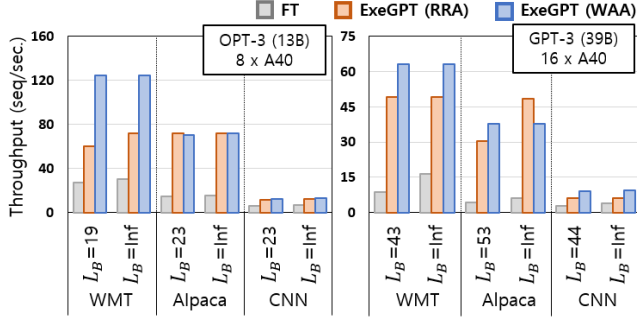 FT ExeGPT (RRA) ExeGPT (WAA)
Throughput (seq/sec.)
160
120
80
40
0
OPT-3 (13B)
8 x A40
L_B=19
L_B=Inf
L_B=23
L_B=Inf
L_B=23
L_B=Inf
WMT
Alpaca
CNN
75
60
45
30
15
0
GPT-3 (39B)
16 x A40
L_B=43
L_B=Inf
L_B=53
L_B=Inf
L_B=44
L_B=Inf
WMT
Alpaca
CNN